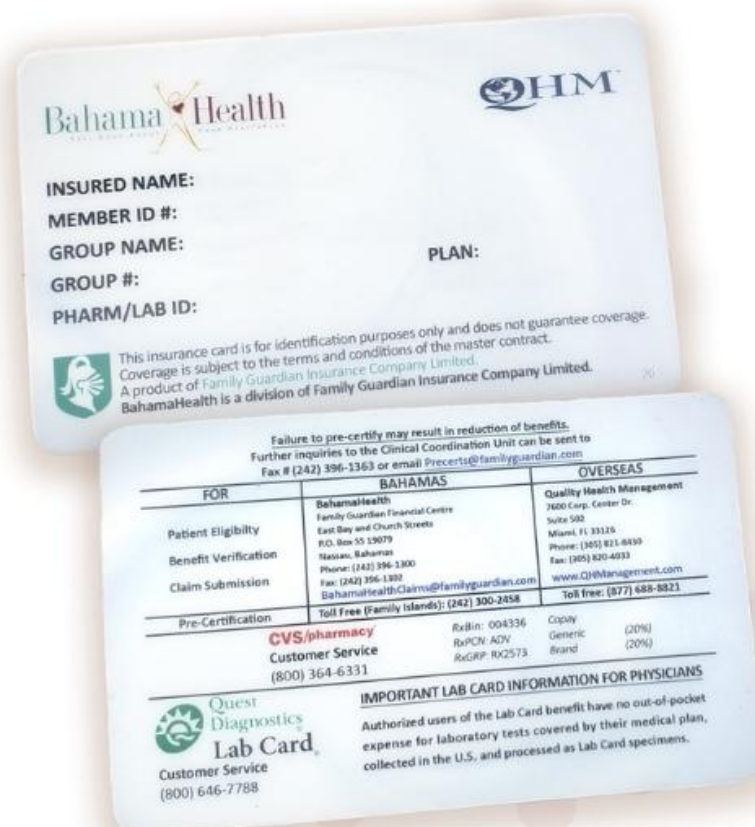 Bahama Health
QHM
INSURED NAME:
MEMBER ID #:
GROUP NAME:
PLAN:
GROUP #:
PHARM/LAB ID:
This insurance card is for identification purposes only and does not guarantee coverage.
Coverage is subject to the terms and conditions of the master contract.
A product of Family Guardian Insurance Company Limited.
BahamaHealth is a division of Family Guardian Insurance Company Limited.
Failure to pre-certify may result in reduction of benefits.
Further inquiries to the Clinical Coordination Unit can be sent to
Fax # (242) 396-1363 or email Precerts@familyguardian.com
FOR
BAHAMAS
OVERSEAS
Patient Eligibilty
Benefit Verification
Claim Submission
BahamaHealth
Family Guardian Financial Centre
East Bay and Church Streets
P.O. Box SS 19079
Nassau, Bahamas
Phone: (242) 396-1300
Fax: (242) 396-1302
BahamaHealthClaims@familyguardian.com
Quality Health Management
7600 Corp. Center Dr.
Suite 502
Miami, FL 33126
Phone: (305) 821-8430
Fax: (305) 820-4033
www.QHManagement.com
Pre-Certification
Toll Free (Family Islands): (242) 300-2458
Toll free: (877) 688-8821
CVS/pharmacy
Customer Service
(800) 364-6331
RxBin: 004336
RxPCN: ADV
RxGRP: RX2573
Copay
Generic (20%)
Brand (20%)
Quest
Diagnostics
Lab Card
Customer Service
(800) 646-7788
IMPORTANT LAB CARD INFORMATION FOR PHYSICIANS
Authorized users of the Lab Card benefit have no out-of-pocket
expense for laboratory tests covered by their medical plan,
collected in the U.S. and processed as Lab Card specimens.